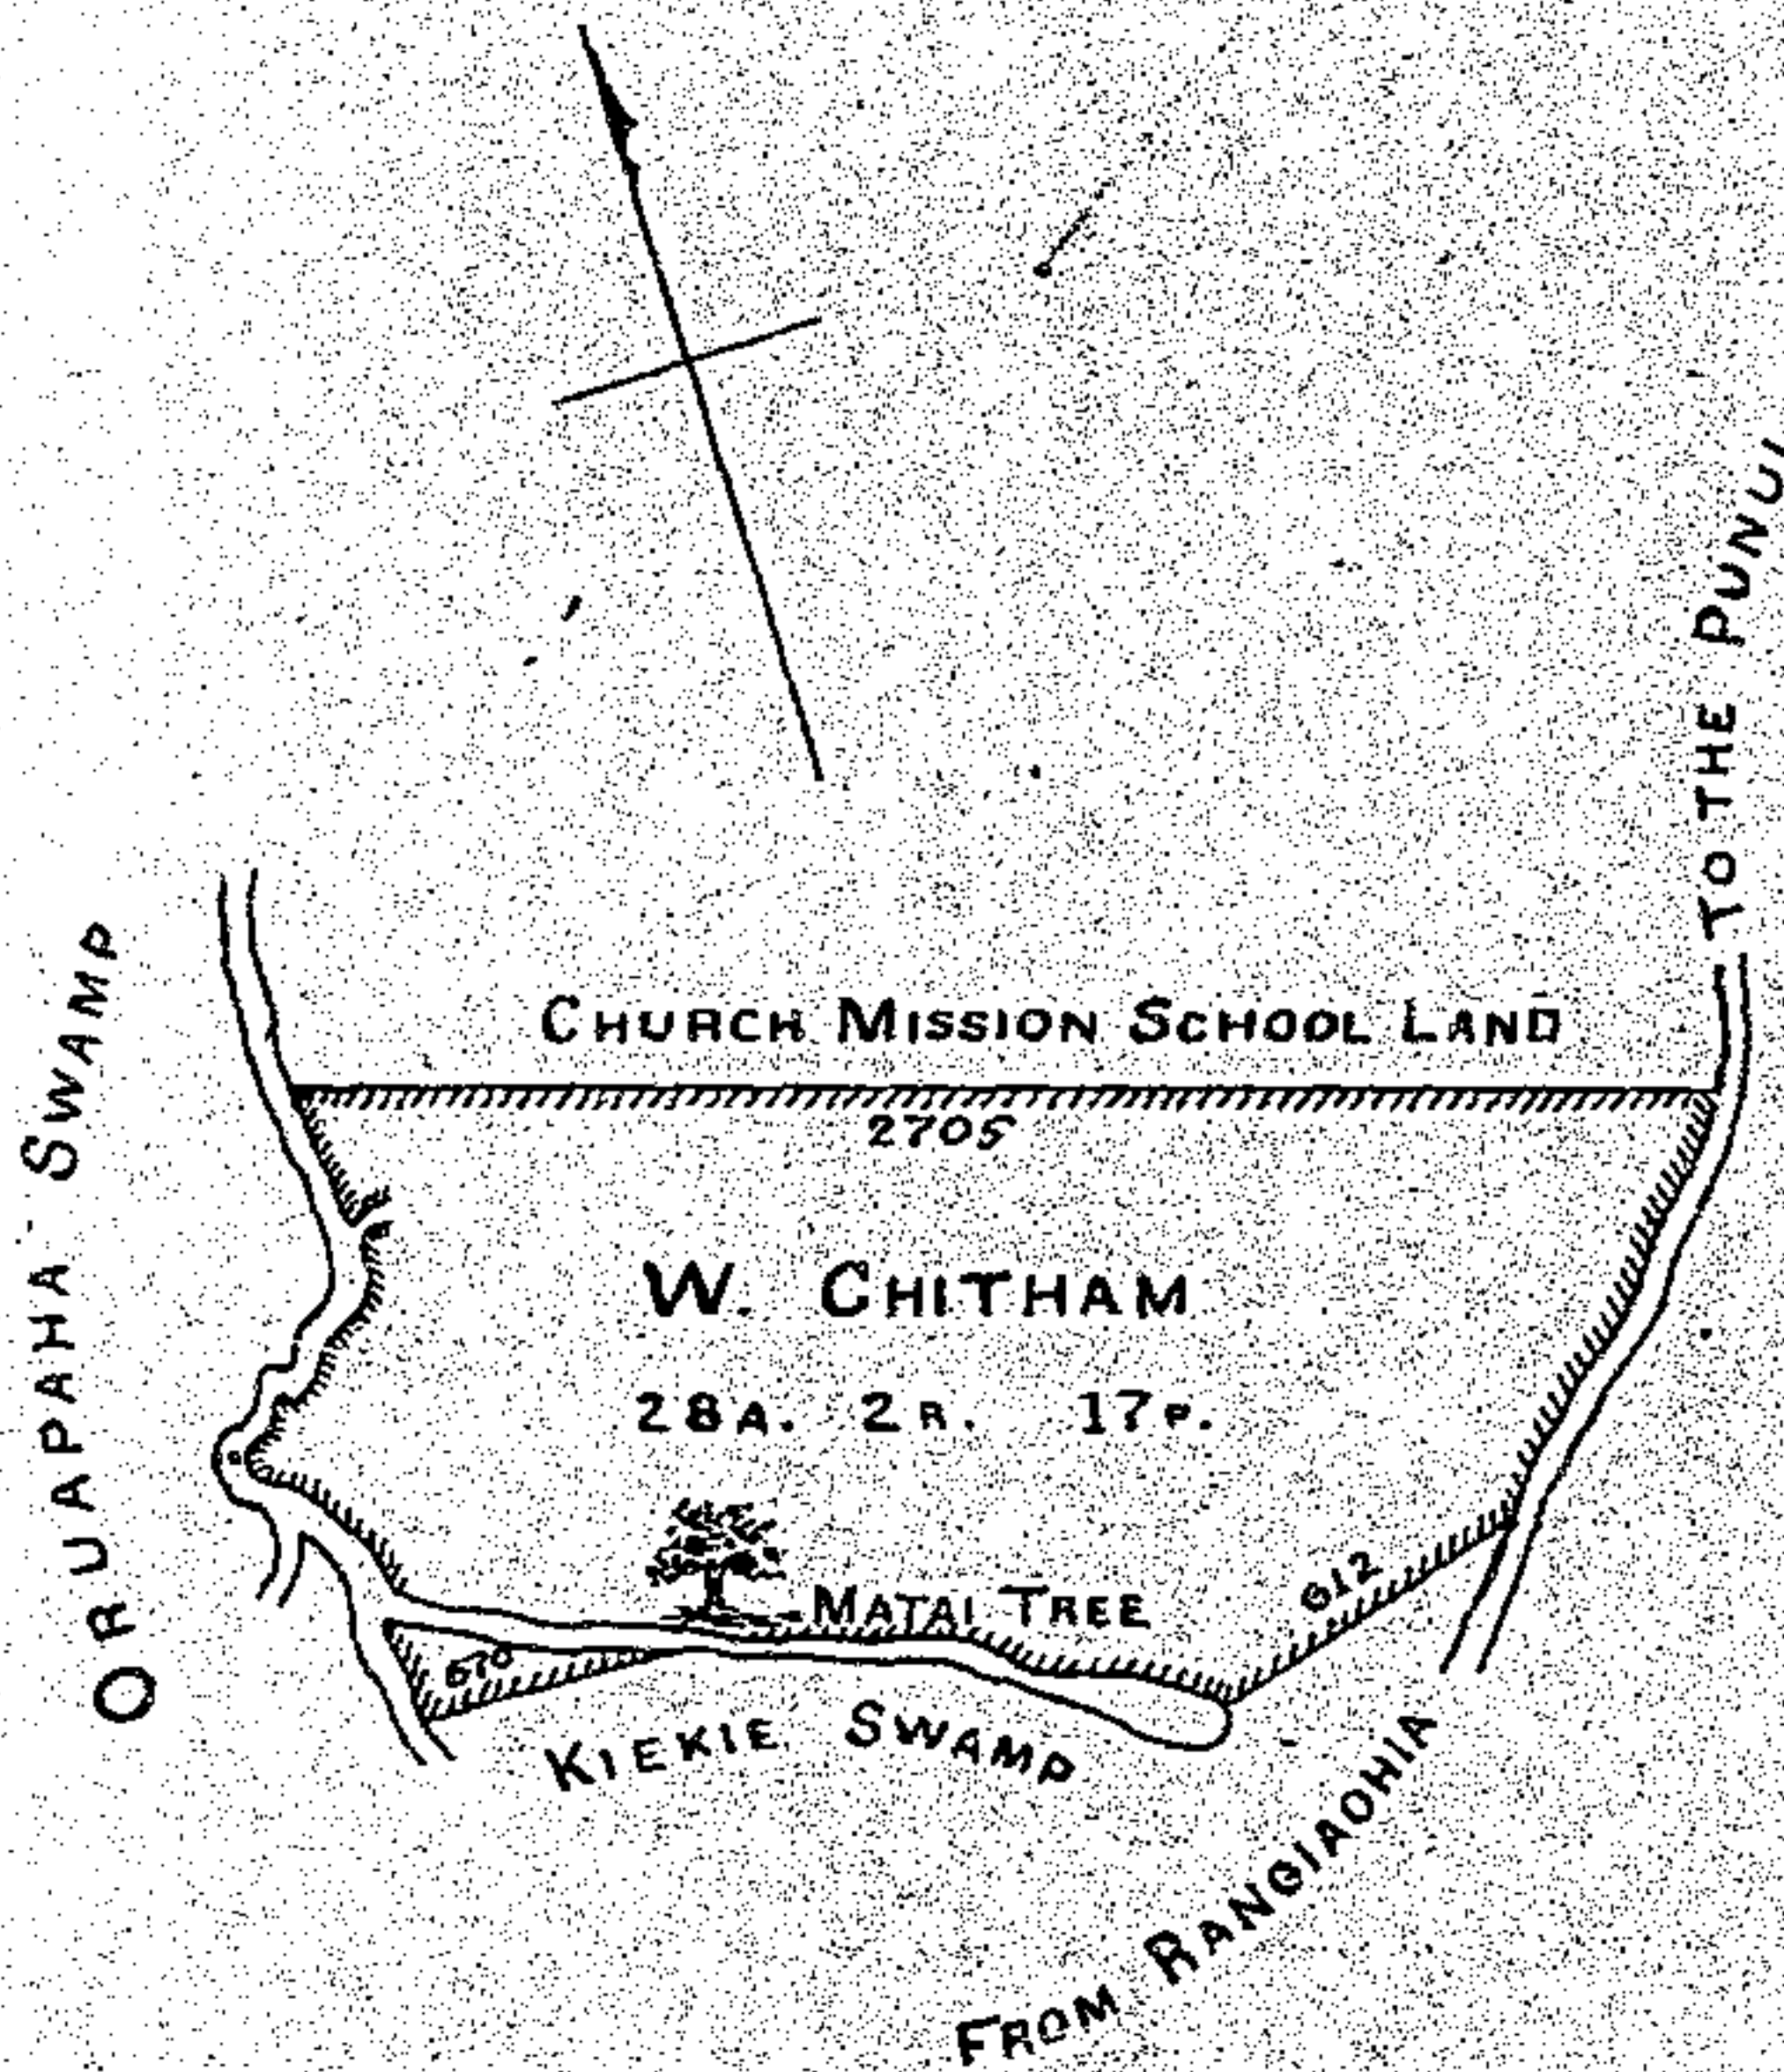 TO THE PUNUI
ORUAPAHA SWAMP
CHURCH MISSION SCHOOL LAND
2705
W. CHITHAM
28A. 2R. 17P.
612
MATAI TREE
670
KIEKIE SWAMP
FROM RANGIAOHIA